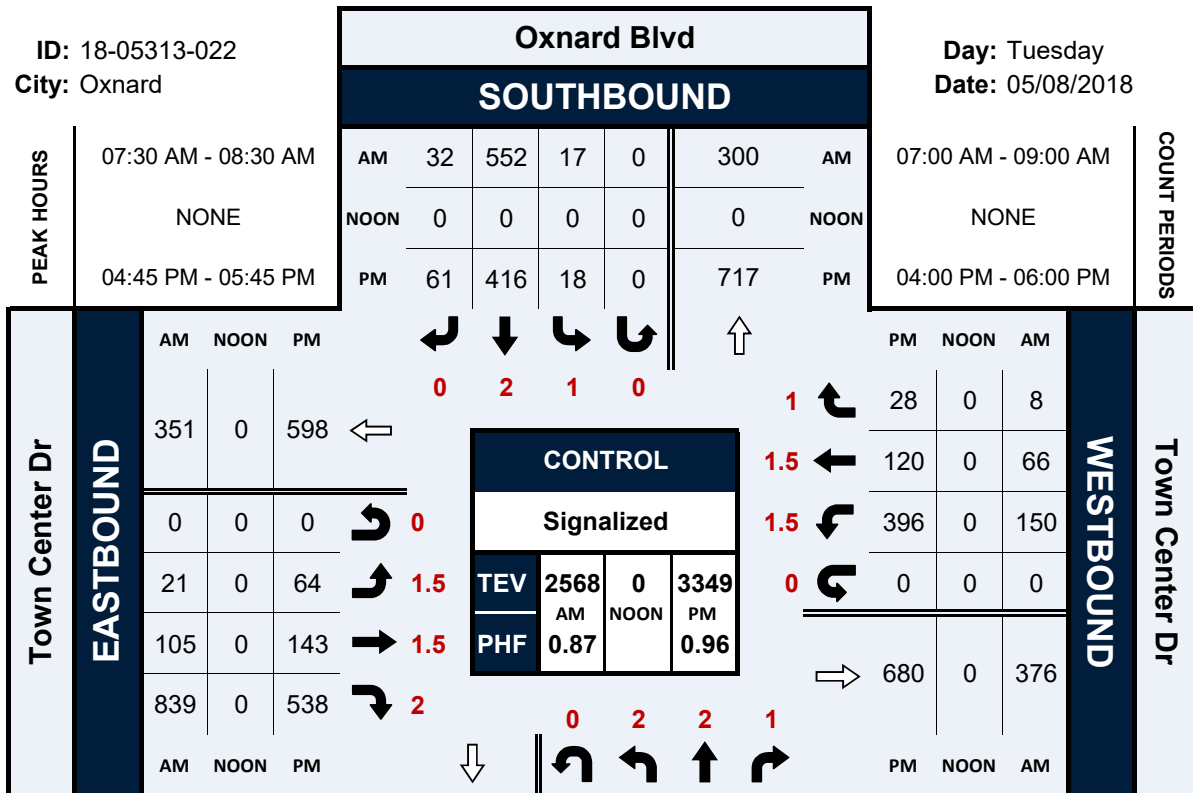 Oxnard Blvd
ID: 18-05313-022
City: Oxnard
Day: Tuesday
Date: 05/08/2018
SOUTHBOUND
PEAK HOURS
07:30 AM - 08:30 AM
NONE
04:45 PM - 05:45 PM
AM 32 552 17 0 300 AM
NOON 0 0 0 0 0 NOON
PM 61 416 18 0 717 PM
07:00 AM - 09:00 AM
NONE
04:00 PM - 06:00 PM
COUNT PERIODS
0 2 1 0
Town Center Dr
EASTBOUND
AM NOON PM
351 0 598
0 0 0 0
21 0 64 1.5
105 0 143 1.5
839 0 538 2
AM NOON PM
CONTROL
Signalized
TEV 2568 0 3349
AM NOON PM
PHF 0.87 0.96
PM NOON AM
1 28 0 8
1.5 120 0 66
1.5 396 0 150
0 0 0 0
680 0 376
PM NOON AM
WESTBOUND
Town Center Dr
0 2 2 1